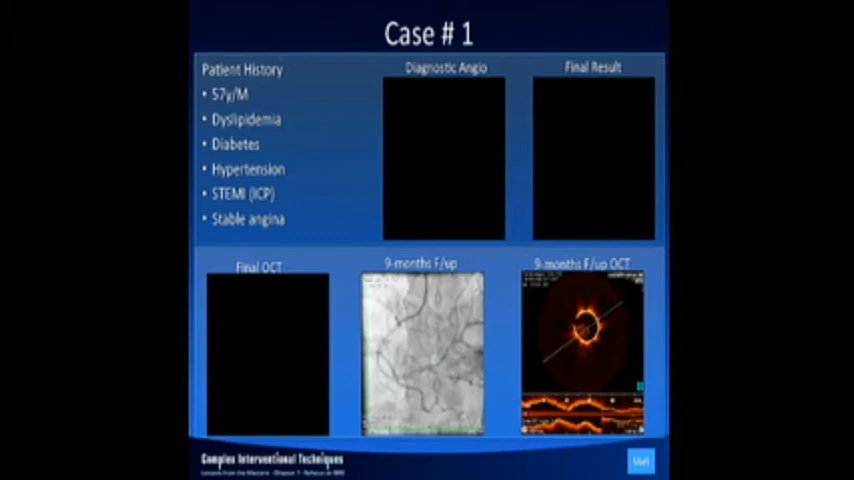 Case # 1
Patient History
• 57y/M
• Dyslipidemia
• Diabetes
• Hypertension
• STEMI (ICP)
• Stable angina
Diagnostic Angio
Final Result
Final OCT
9-months F/up
9-months F/up OCT
Complex Interventional Techniques